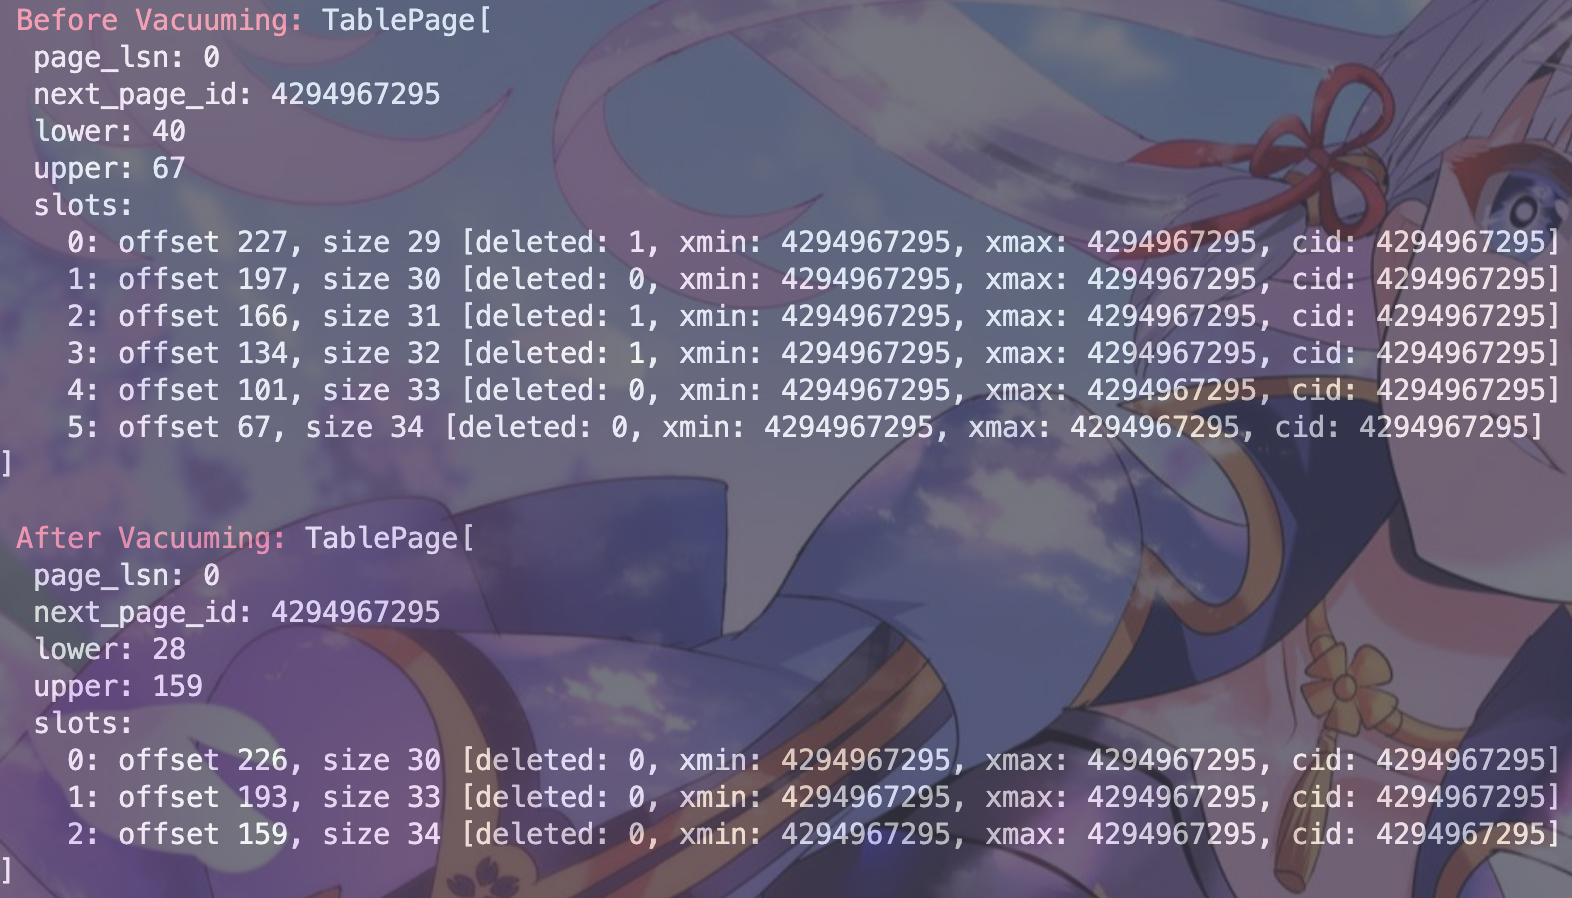 Before Vacuuming: TablePage[
page_lsn: 0
next_page_id: 4294967295
lower: 40
upper: 67
slots:
0: offset 227, size 29 [deleted: 1, xmin: 4294967295, xmax: 4294967295, cid: 4294967295]
1: offset 197, size 30 [deleted: 0, xmin: 4294967295, xmax: 4294967295, cid: 4294967295]
2: offset 166, size 31 [deleted: 1, xmin: 4294967295, xmax: 4294967295, cid: 4294967295]
3: offset 134, size 32 [deleted: 1, xmin: 4294967295, xmax: 4294967295, cid: 4294967295]
4: offset 101, size 33 [deleted: 0, xmin: 4294967295, xmax: 4294967295, cid: 4294967295]
5: offset 67, size 34 [deleted: 0, xmin: 4294967295, xmax: 4294967295, cid: 4294967295]
]
After Vacuuming: TablePage[
page_lsn: 0
next_page_id: 4294967295
lower: 28
upper: 159
slots:
0: offset 226, size 30 [deleted: 0, xmin: 4294967295, xmax: 4294967295, cid: 4294967295]
1: offset 193, size 33 [deleted: 0, xmin: 4294967295, xmax: 4294967295, cid: 4294967295]
2: offset 159, size 34 [deleted: 0, xmin: 4294967295, xmax: 4294967295, cid: 4294967295]
]